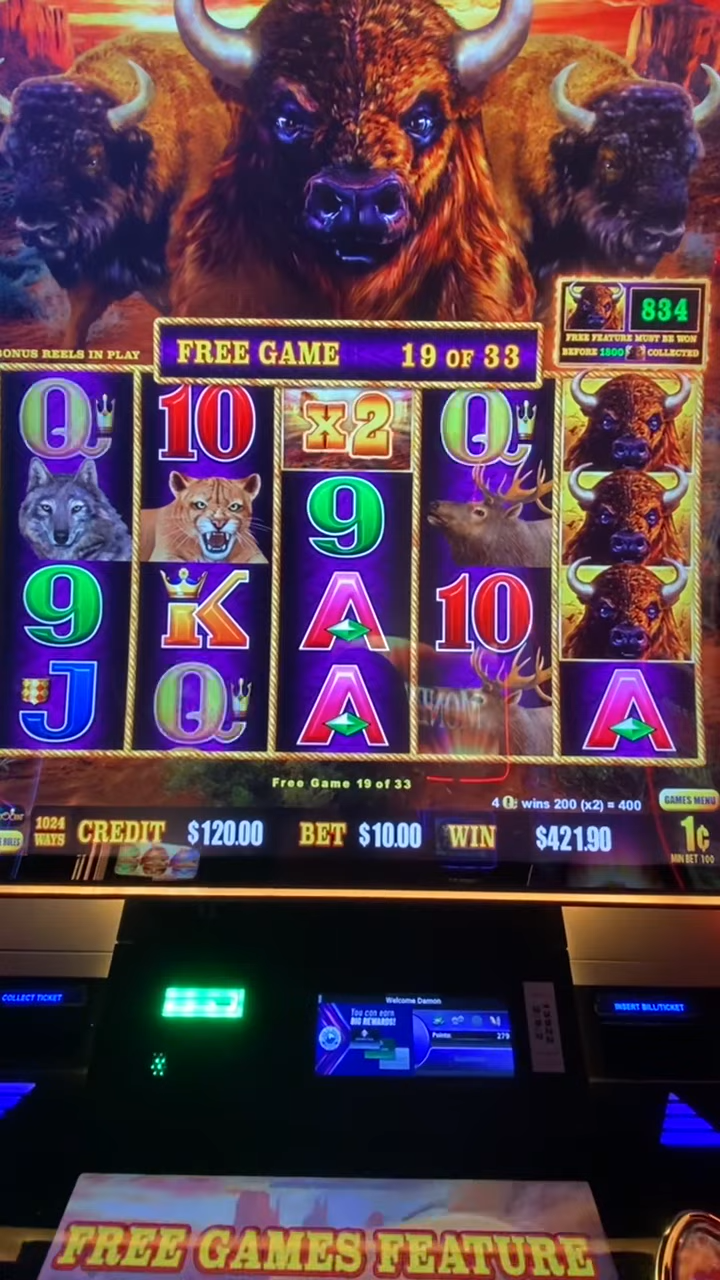 834
FREE FEATURE MUST BE WON
BEFORE 1800 COLLECTED
BONUS REELS IN PLAY
FREE GAME 19 OF 33
Q 10 X2 Q
9
9 K A 10
J Q A A
Free Game 19 of 33
4 Q wins 200 (x2) = 400
GAMES MENU
1024
WAYS
CREDIT $120.00 BET $10.00 WIN $421.90
1¢
MIN BET 100
COLLECT TICKET
INSERT BILL/TICKET
Welcome Damon
You can earn
BIG REWARDS!
Points: 279
FREE GAMES FEATURE